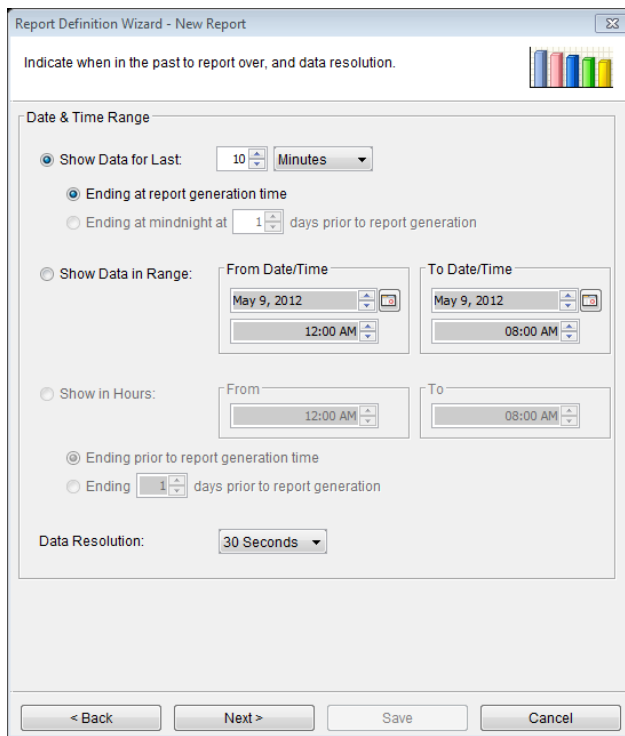 Report Definition Wizard - New Report
Indicate when in the past to report over, and data resolution.
Date & Time Range
Show Data for Last: 10 Minutes
Ending at report generation time
Ending at mindnight at 1 days prior to report generation
Show Data in Range:
From Date/Time
To Date/Time
May 9, 2012
May 9, 2012
12:00 AM
08:00 AM
Show in Hours:
From
To
12:00 AM
08:00 AM
Ending prior to report generation time
Ending 1 days prior to report generation
Data Resolution: 30 Seconds
< Back Next > Save Cancel